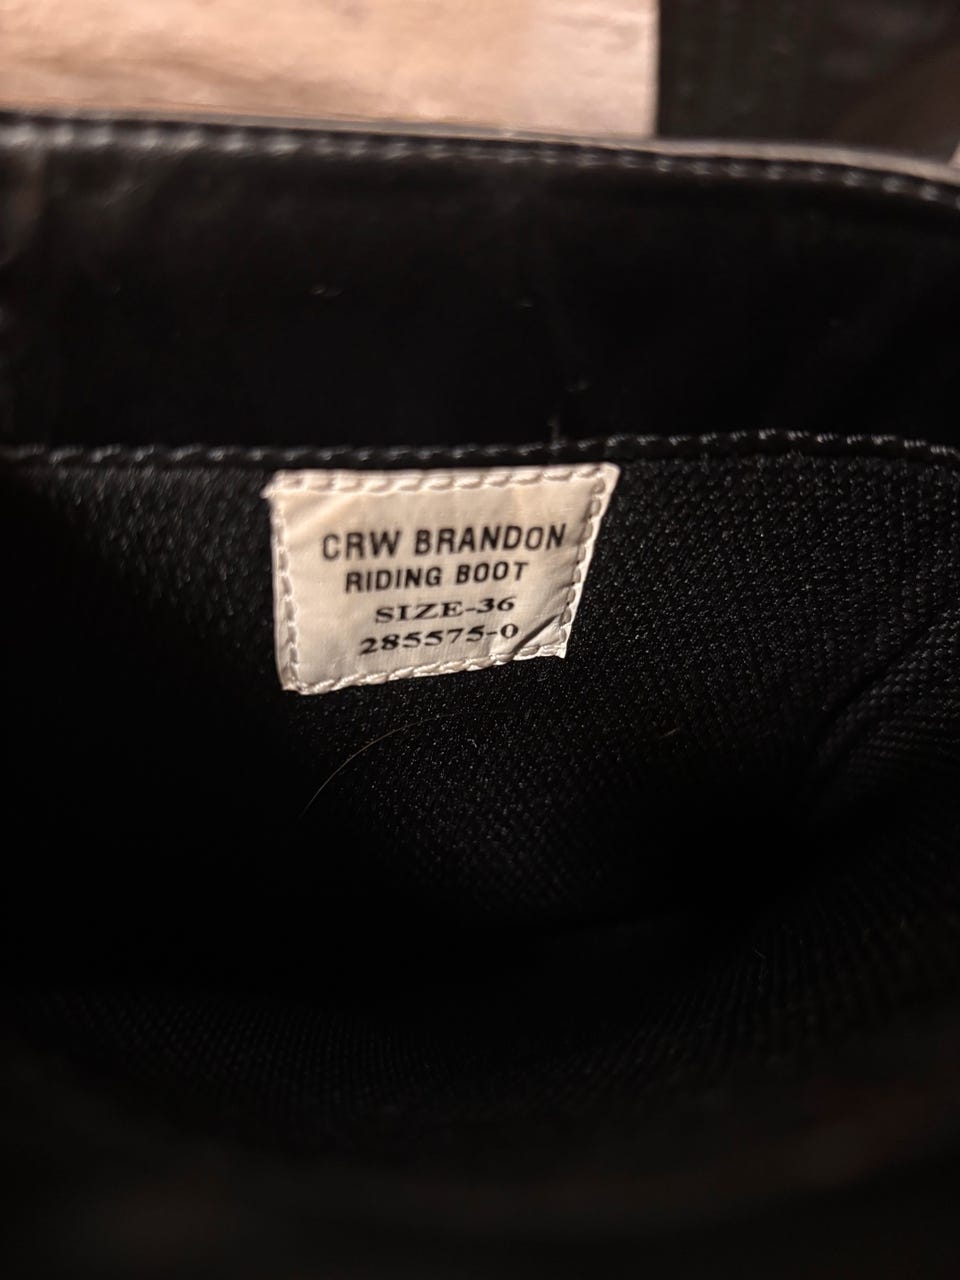 CRW BRANDON
RIDING BOOT
SIZE-36
285575-0